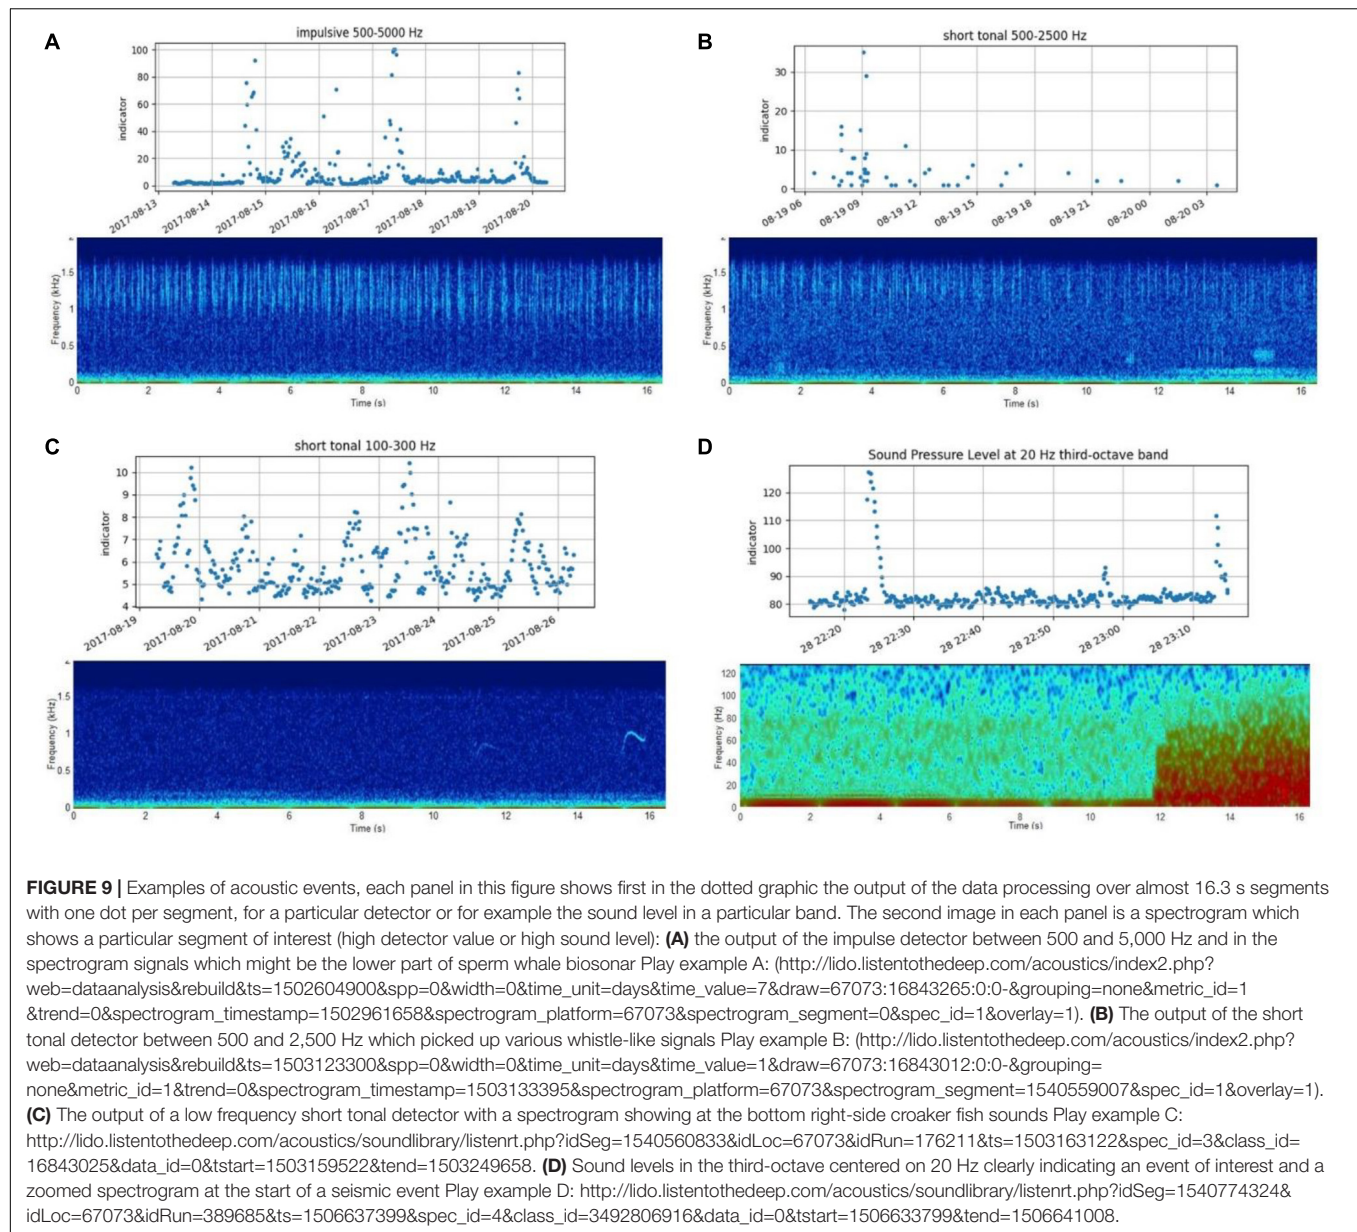 A
impulsive 500-5000 Hz
100
80
60
40
20
0
indicator
2017-08-13
2017-08-14
2017-08-15
2017-08-16
2017-08-17
2017-08-18
2017-08-19
2017-08-20
1.5
1
0.5
0
Frequency (kHz)
0 2 4 6 8 10 12 14 16
Time (s)
B
short tonal 500-2500 Hz
30
20
10
0
indicator
08-19 06
08-19 09
08-19 12
08-19 15
08-19 18
08-19 21
08-20 00
08-20 03
1.5
1
0.5
0
Frequency (kHz)
0 2 4 6 8 10 12 14 16
Time (s)
C
short tonal 100-300 Hz
10
9
8
7
6
5
4
indicator
2017-08-19
2017-08-20
2017-08-21
2017-08-22
2017-08-23
2017-08-24
2017-08-25
2017-08-26
1.5
1
0.5
0
Frequency (kHz)
0 2 4 6 8 10 12 14 16
Time (s)
D
Sound Pressure Level at 20 Hz third-octave band
120
110
100
90
80
indicator
28 22:20
28 22:30
28 22:40
28 22:50
28 23:00
28 23:10
120
100
80
60
40
20
0
Frequency (Hz)
0 2 4 6 8 10 12 14 16
Time (s)
FIGURE 9 | Examples of acoustic events, each panel in this figure shows first in the dotted graphic the output of the data processing over almost 16.3 s segments
with one dot per segment, for a particular detector or for example the sound level in a particular band. The second image in each panel is a spectrogram which
shows a particular segment of interest (high detector value or high sound level): (A) the output of the impulse detector between 500 and 5,000 Hz and in the
spectrogram signals which might be the lower part of sperm whale biosonar Play example A: (http://lido.listentothedeep.com/acoustics/index2.php?
web=dataanalysis&rebuild&ts=1502604900&spp=0&width=0&time_unit=days&time_value=7&draw=67073:16843265:0:0-&grouping=none&metric_id=1
&trend=0&spectrogram_timestamp=1502961658&spectrogram_platform=67073&spectrogram_segment=0&spec_id=1&overlay=1). (B) The output of the short
tonal detector between 500 and 2,500 Hz which picked up various whistle-like signals Play example B: (http://lido.listentothedeep.com/acoustics/index2.php?
web=dataanalysis&rebuild&ts=1503123300&spp=0&width=0&time_unit=days&time_value=1&draw=67073:16843012:0:0-&grouping=
none&metric_id=1&trend=0&spectrogram_timestamp=1503133395&spectrogram_platform=67073&spectrogram_segment=1540559007&spec_id=1&overlay=1).
(C) The output of a low frequency short tonal detector with a spectrogram showing at the bottom right-side croaker fish sounds Play example C:
http://lido.listentothedeep.com/acoustics/soundlibrary/listenrt.php?idSeg=1540560833&idLoc=67073&idRun=176211&ts=1503163122&spec_id=3&class_id=
16843025&data_id=0&tstart=1503159522&tend=1503249658. (D) Sound levels in the third-octave centered on 20 Hz clearly indicating an event of interest and a
zoomed spectrogram at the start of a seismic event Play example D: http://lido.listentothedeep.com/acoustics/soundlibrary/listenrt.php?idSeg=1540774324&
idLoc=67073&idRun=389685&ts=1506637399&spec_id=4&class_id=3492806916&data_id=0&tstart=1506633799&tend=1506641008.